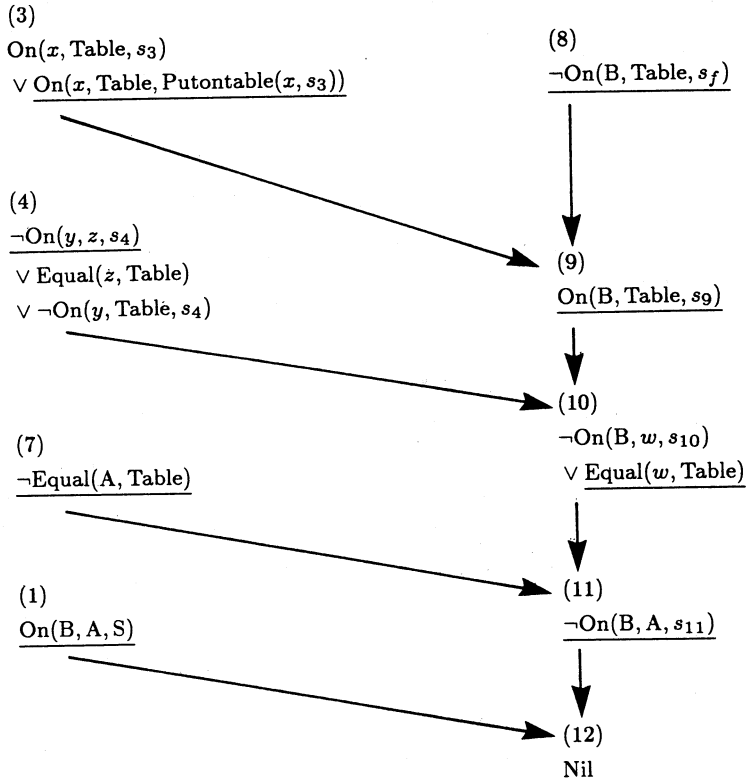 (3)
On(x, Table, s₃)
∨ On(x, Table, Putontable(x, s₃))
(8)
¬On(B, Table, s_f)
(4)
¬On(y, z, s₄)
∨ Equal(z, Table)
∨ ¬On(y, Table, s₄)
(9)
On(B, Table, s₉)
(10)
¬On(B, w, s₁₀)
∨ Equal(w, Table)
(7)
¬Equal(A, Table)
(11)
¬On(B, A, s₁₁)
(1)
On(B, A, S)
(12)
Nil